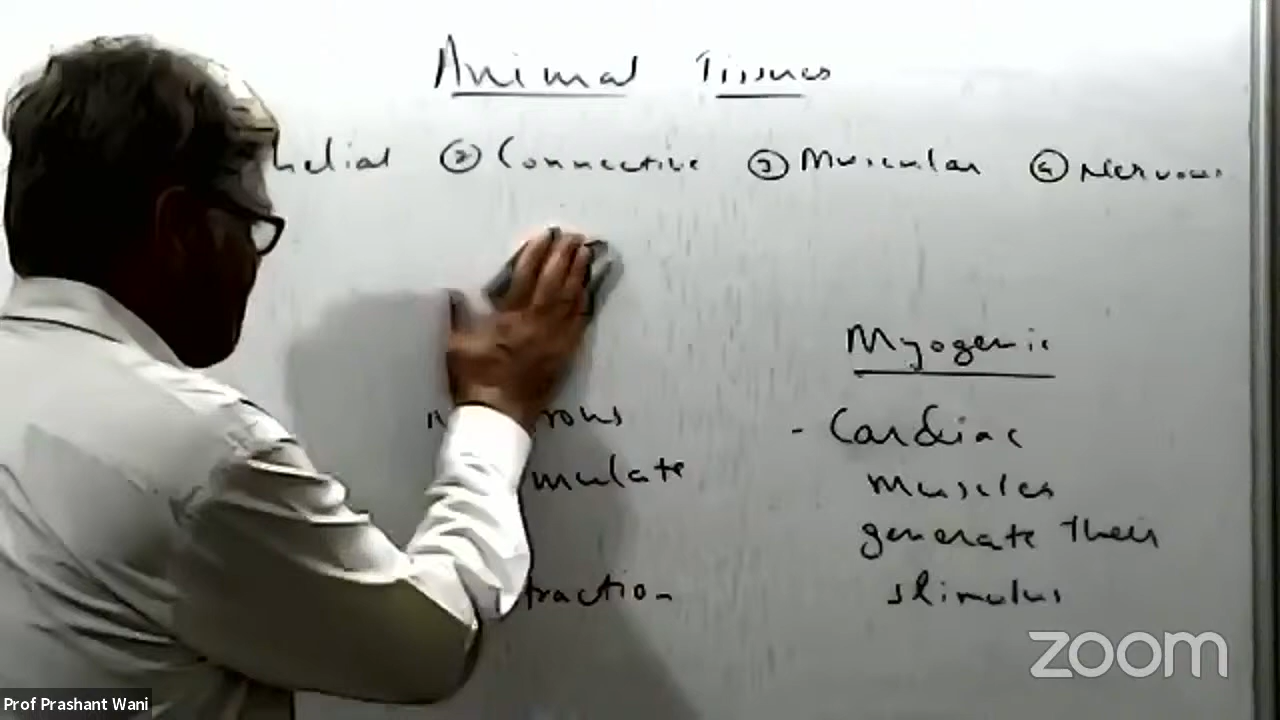 Animal Tissues
helial ② Connective ③ Muscular ④ Nervous
Myogenic
rons
- Cardiac
mulate
muscles
generate their
traction
stimulus
zoom
Prof Prashant Wani